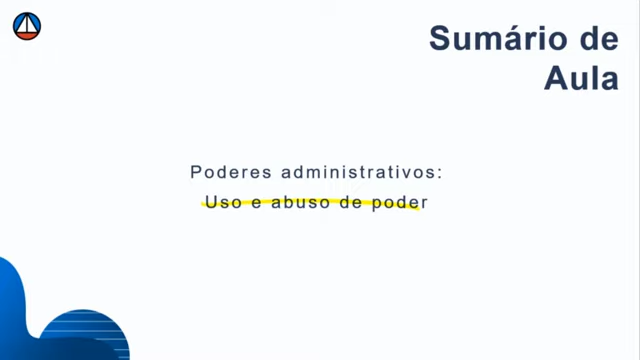 Sumário de
Aula
Poderes administrativos:
Uso e abuso de poder